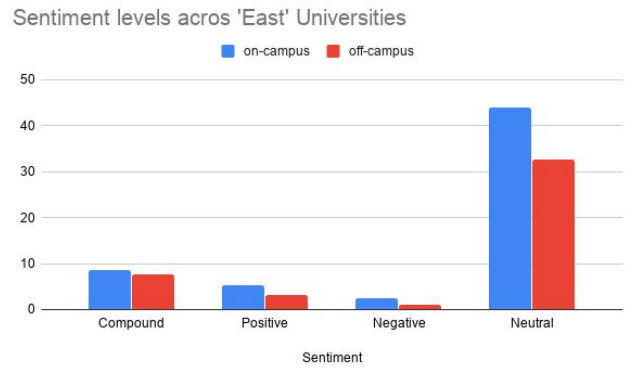 Sentiment levels acros 'East' Universities
on-campus off-campus
50
40
30
20
10
0
Compound Positive Negative Neutral
Sentiment